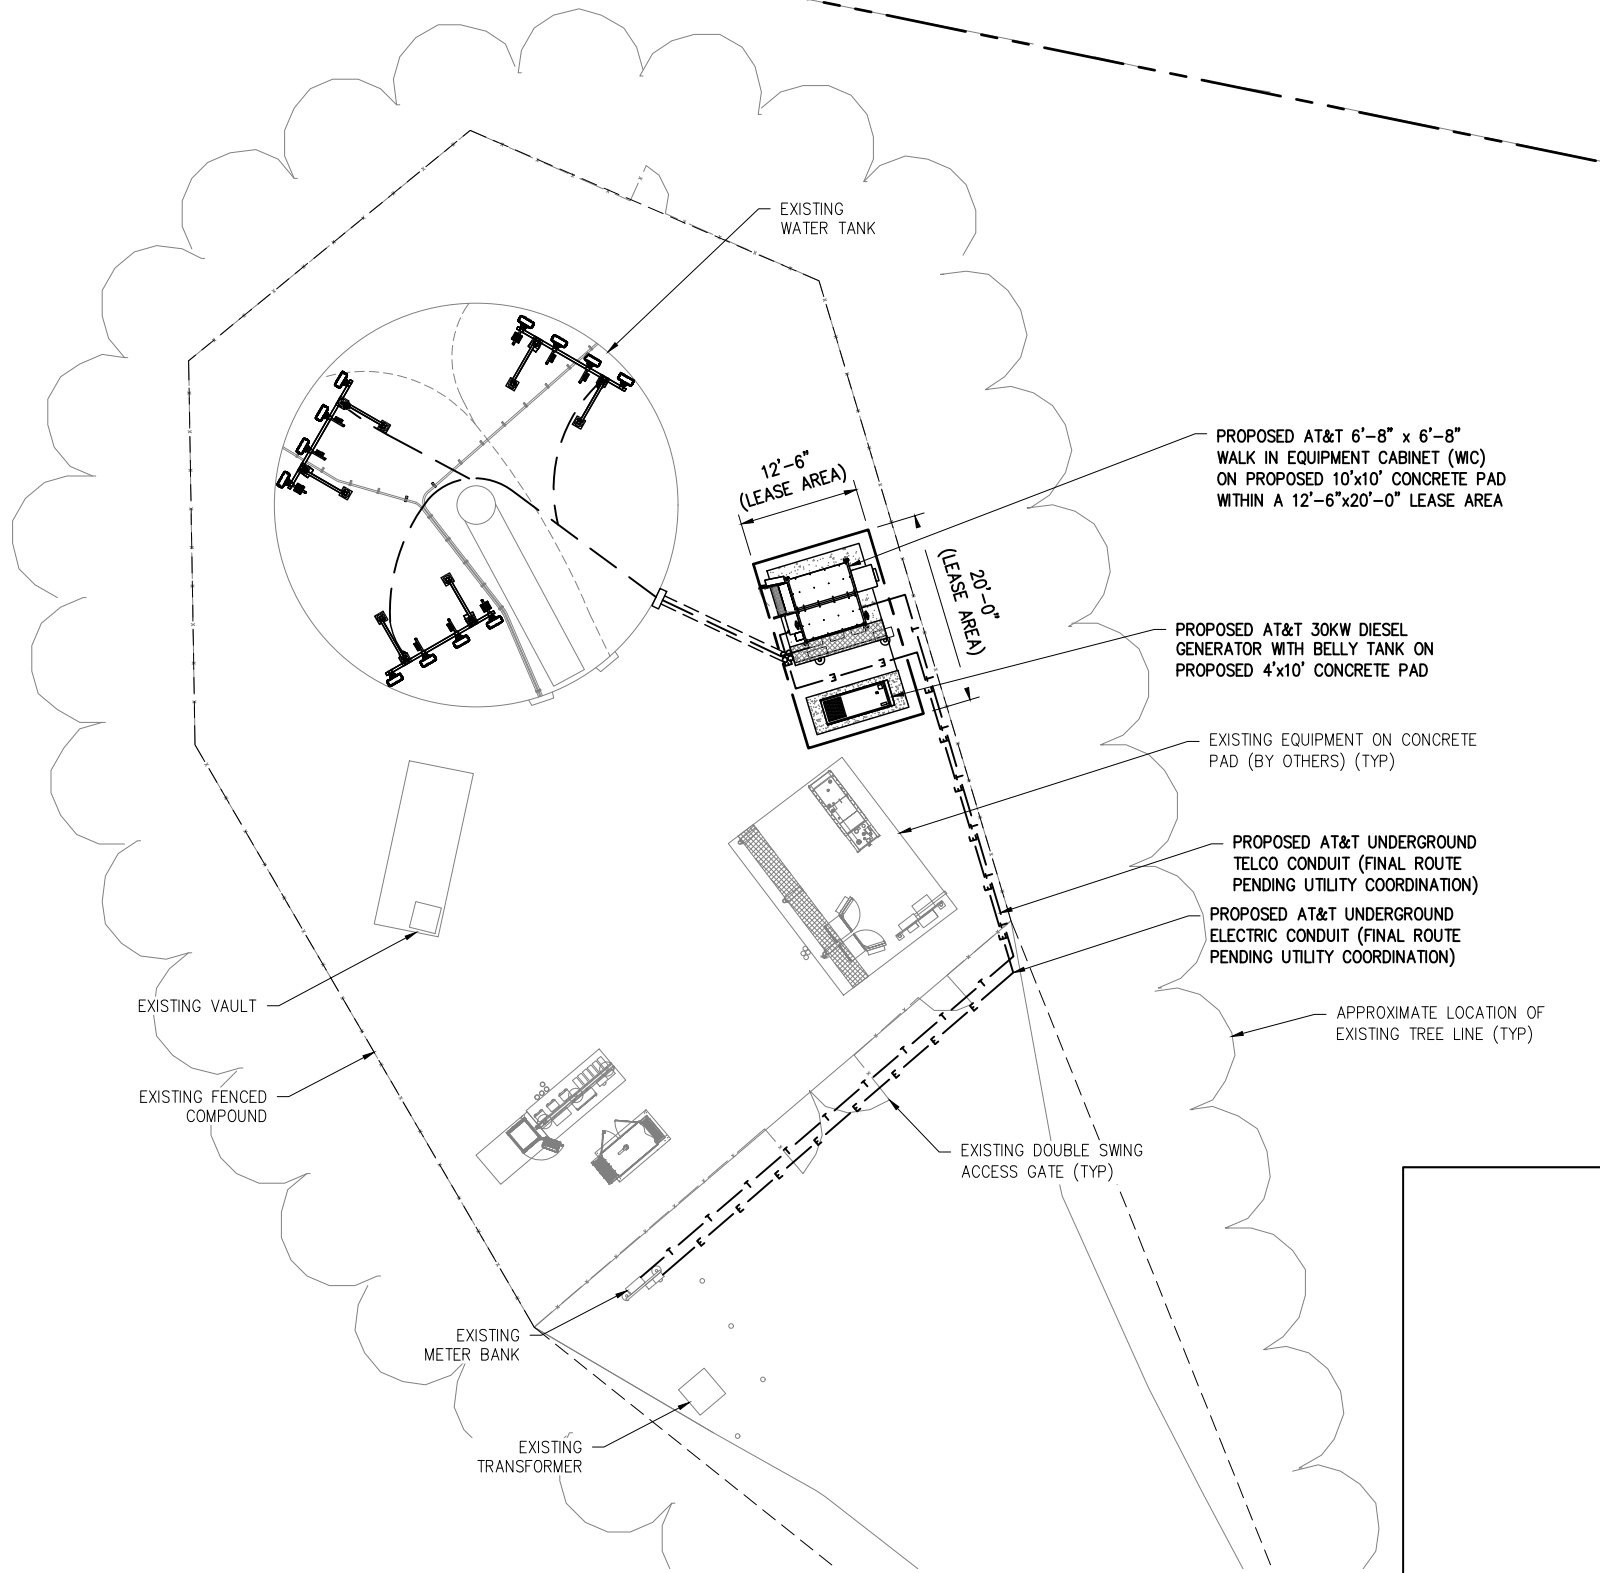 EXISTING
WATER TANK
12'-6"
(LEASE AREA)
20'-0"
(LEASE AREA)
PROPOSED AT&T 6'-8" x 6'-8"
WALK IN EQUIPMENT CABINET (WIC)
ON PROPOSED 10'x10' CONCRETE PAD
WITHIN A 12'-6"x20'-0" LEASE AREA
PROPOSED AT&T 30KW DIESEL
GENERATOR WITH BELLY TANK ON
PROPOSED 4'x10' CONCRETE PAD
EXISTING EQUIPMENT ON CONCRETE
PAD (BY OTHERS) (TYP)
PROPOSED AT&T UNDERGROUND
TELCO CONDUIT (FINAL ROUTE
PENDING UTILITY COORDINATION)
PROPOSED AT&T UNDERGROUND
ELECTRIC CONDUIT (FINAL ROUTE
PENDING UTILITY COORDINATION)
EXISTING VAULT
APPROXIMATE LOCATION OF
EXISTING TREE LINE (TYP)
EXISTING FENCED
COMPOUND
EXISTING DOUBLE SWING
ACCESS GATE (TYP)
EXISTING
METER BANK
EXISTING
TRANSFORMER